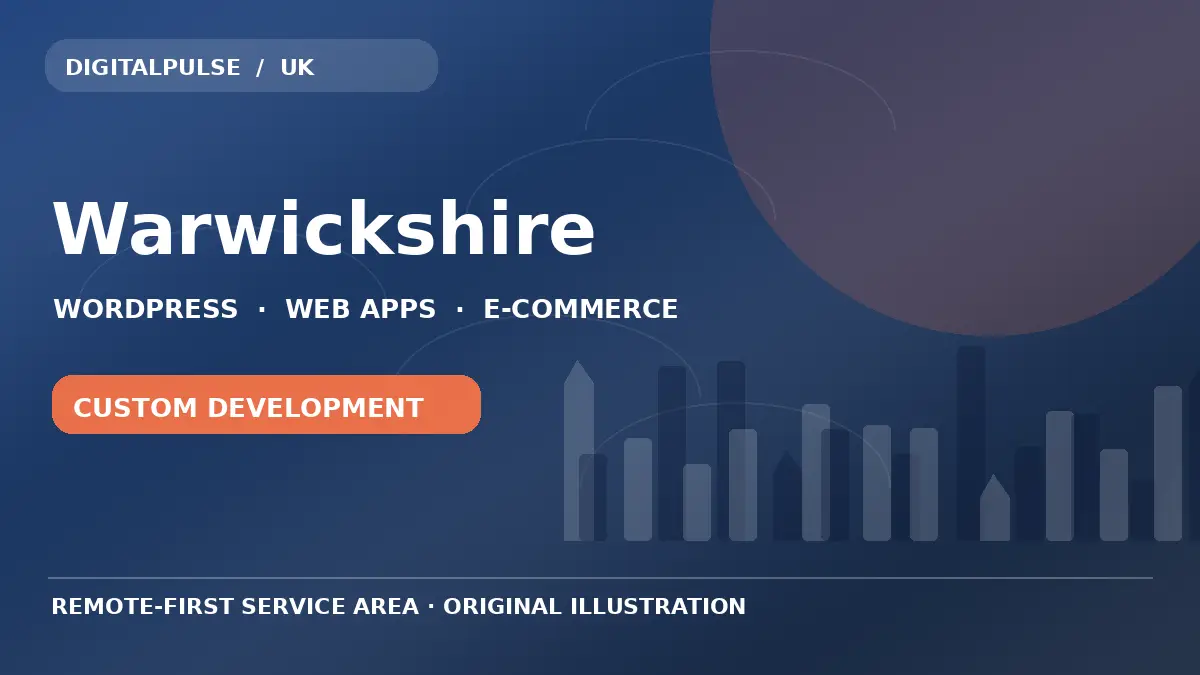 DIGITALPULSE / UK
Warwickshire
WORDPRESS · WEB APPS · E-COMMERCE
CUSTOM DEVELOPMENT
REMOTE-FIRST SERVICE AREA · ORIGINAL ILLUSTRATION